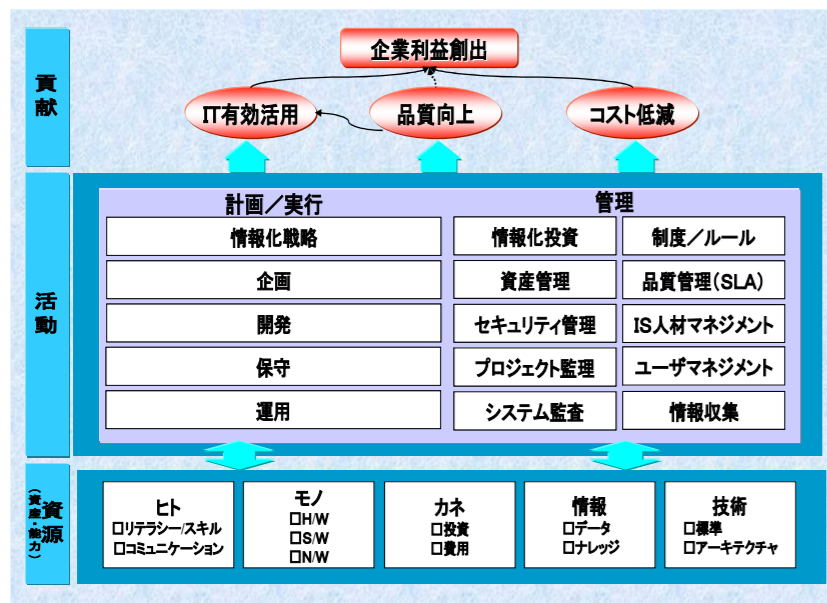 貢献
企業利益創出
IT有効活用
品質向上
コスト低減
活動
計画／実行
情報化戦略
企画
開発
保守
運用
管理
情報化投資
制度／ルール
資産管理
品質管理（SLA）
セキュリティ管理
IS人材マネジメント
プロジェクト監理
ユーザマネジメント
システム監査
情報収集
資源
（資産・能力）
ヒト
□リテラシー/スキル
□コミュニケーション
モノ
□H/W
□S/W
□N/W
カネ
□投資
□費用
情報
□データ
□ナレッジ
技術
□標準
□アーキテクチャ